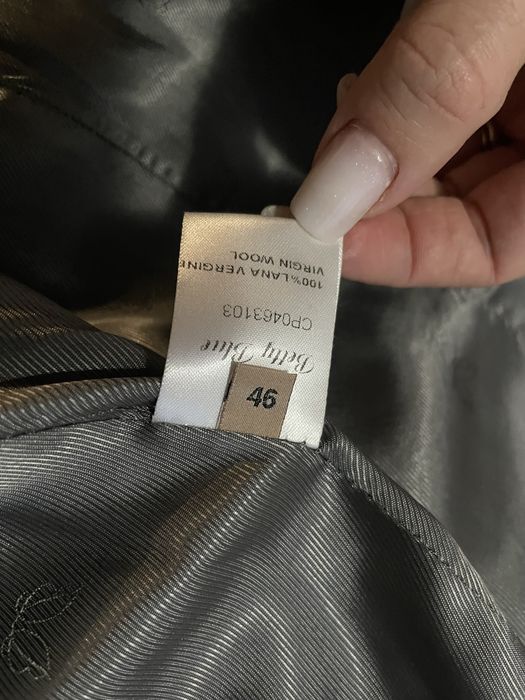 100% LANA VERGINE
VIRGIN WOOL
CP0463103
Betty Blue
46